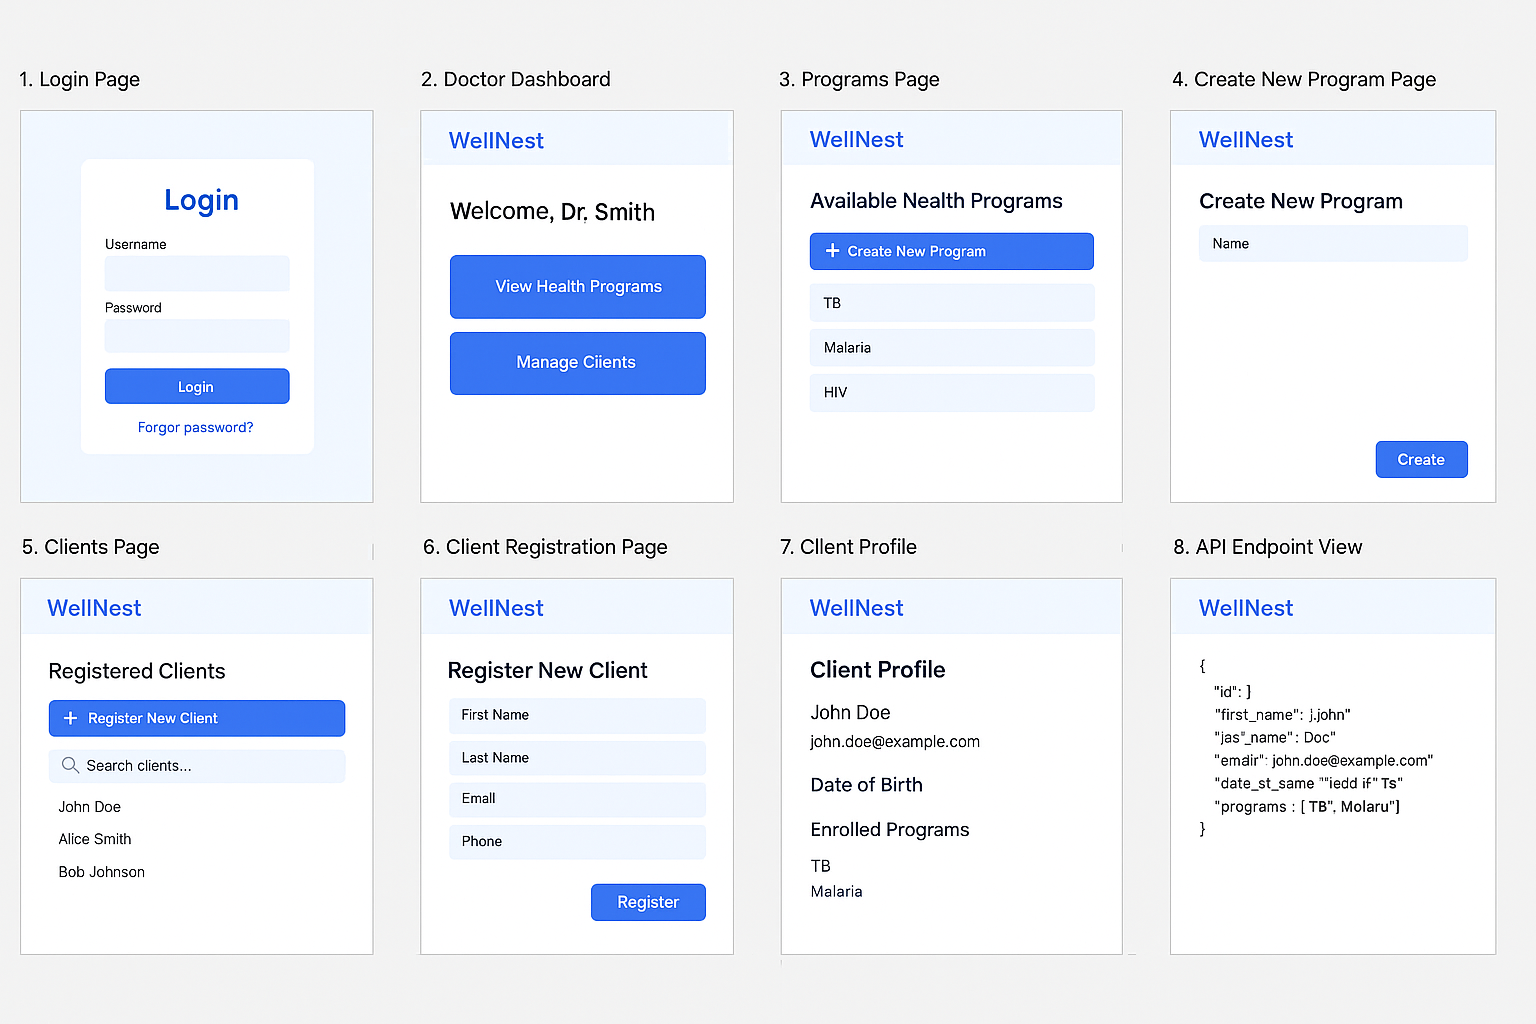 1. Login Page
Login
Username
Password
Login
Forgor password?
2. Doctor Dashboard
WellNest
Welcome, Dr. Smith
View Health Programs
Manage Ciients
3. Programs Page
WellNest
Available Nealth Programs
+ Create New Program
TB
Malaria
HIV
4. Create New Program Page
WellNest
Create New Program
Name
Create
5. Clients Page
WellNest
Registered Clients
+ Register New Client
Search clients...
John Doe
Alice Smith
Bob Johnson
6. Client Registration Page
WellNest
Register New Client
First Name
Last Name
Emall
Phone
Register
7. Cllent Profile
WellNest
Client Profile
John Doe
john.doe@example.com
Date of Birth
Enrolled Programs
TB
Malaria
8. API Endpoint View
WellNest
{
"id": ]
"first_name": j.john"
"jas"_name": Doc"
"emair": john.doe@example.com"
"date_st_same ""iedd if" Ts"
"programs : [ TB", Molaru"]
}